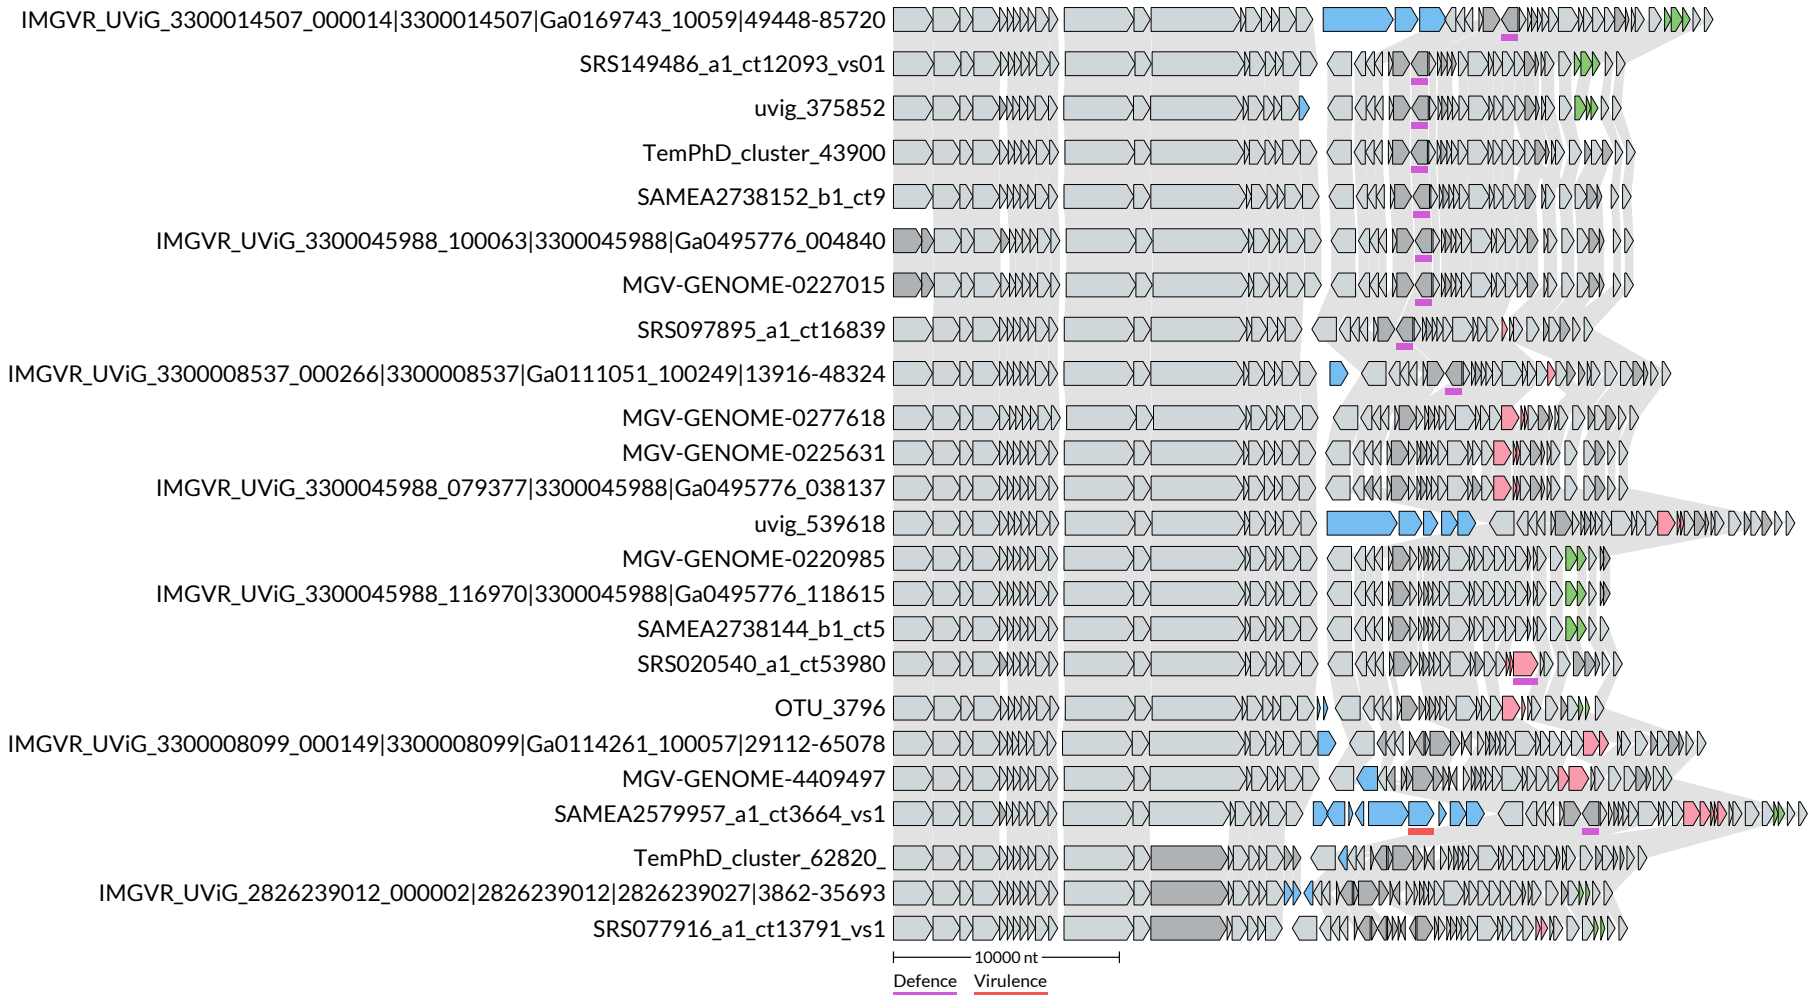 IMGVR_UViG_3300014507_000014|3300014507|Ga0169743_10059|49448-85720
SRS149486_a1_ct12093_vs01
uvig_375852
TemPhD_cluster_43900
SAMEA2738152_b1_ct9
IMGVR_UViG_3300045988_100063|3300045988|Ga0495776_004840
MGV-GENOME-0227015
SRS097895_a1_ct16839
IMGVR_UViG_3300008537_000266|3300008537|Ga0111051_100249|13916-48324
MGV-GENOME-0277618
MGV-GENOME-0225631
IMGVR_UViG_3300045988_079377|3300045988|Ga0495776_038137
uvig_539618
MGV-GENOME-0220985
IMGVR_UViG_3300045988_116970|3300045988|Ga0495776_118615
SAMEA2738144_b1_ct5
SRS020540_a1_ct53980
OTU_3796
IMGVR_UViG_3300008099_000149|3300008099|Ga0114261_100057|29112-65078
MGV-GENOME-4409497
SAMEA2579957_a1_ct3664_vs1
TemPhD_cluster_62820_
IMGVR_UViG_2826239012_000002|2826239012|2826239027|3862-35693
SRS077916_a1_ct13791_vs1
10000 nt
Defence Virulence